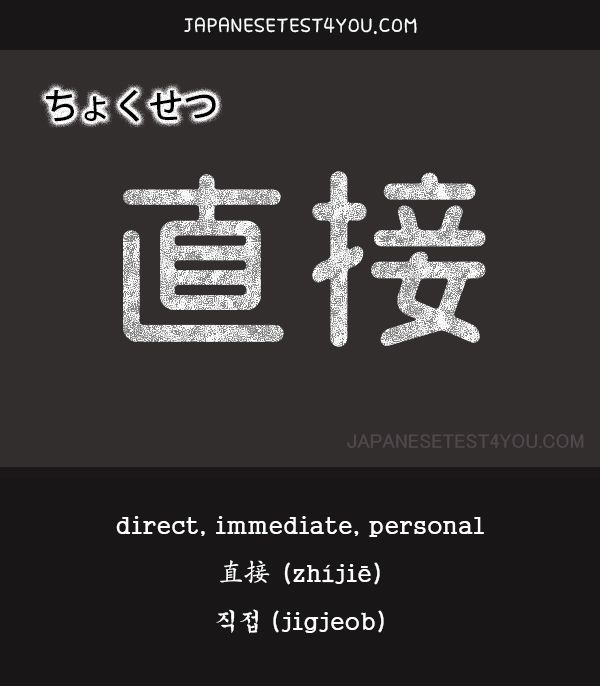 JAPANESETEST4YOU.COM
ちょくせつ
直接
JAPANESETEST4YOU.COM
direct, immediate, personal
直接 (zhíjiē)
직접 (jigjeob)